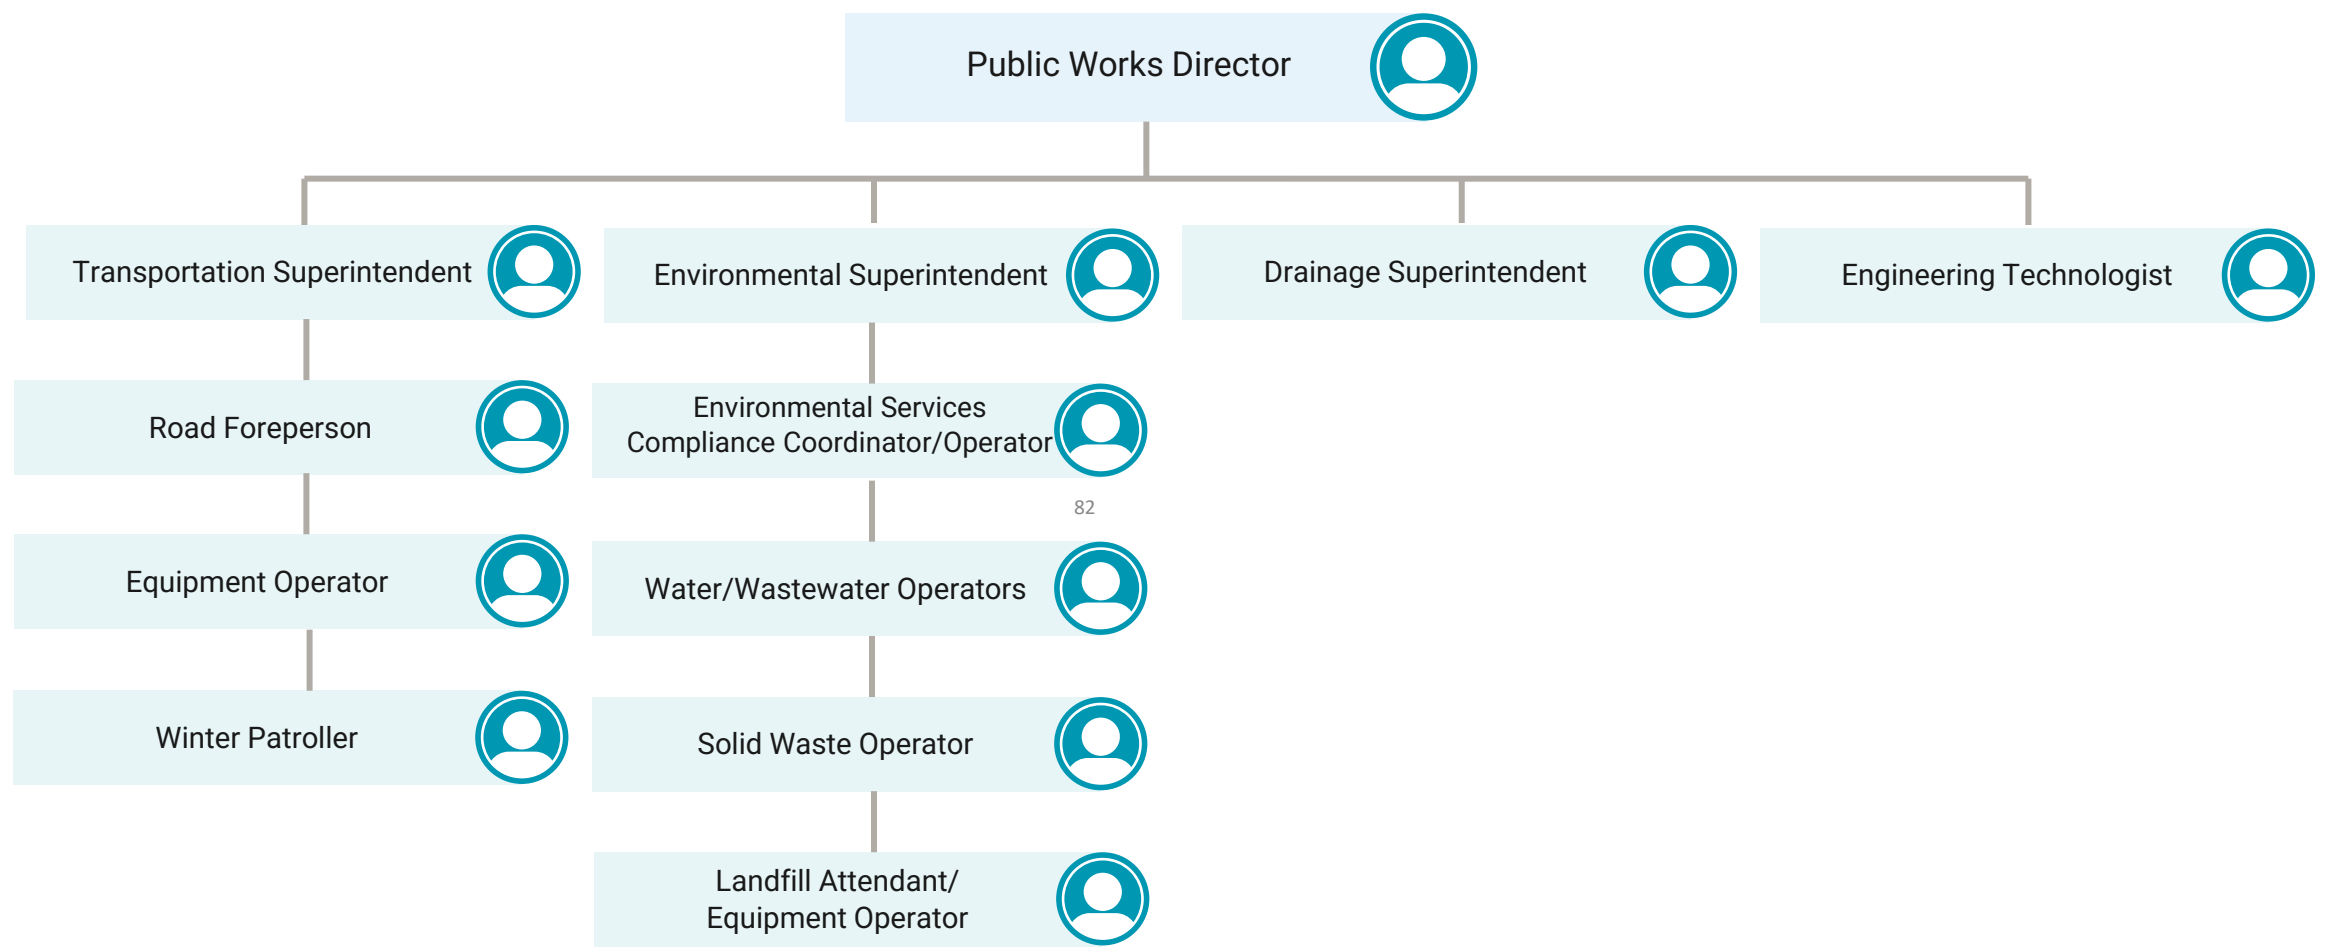 Public Works Director
Transportation Superintendent
Environmental Superintendent
Drainage Superintendent
Engineering Technologist
Road Foreperson
Environmental Services
Compliance Coordinator/Operator
82
Equipment Operator
Water/Wastewater Operators
Winter Patroller
Solid Waste Operator
Landfill Attendant/
Equipment Operator